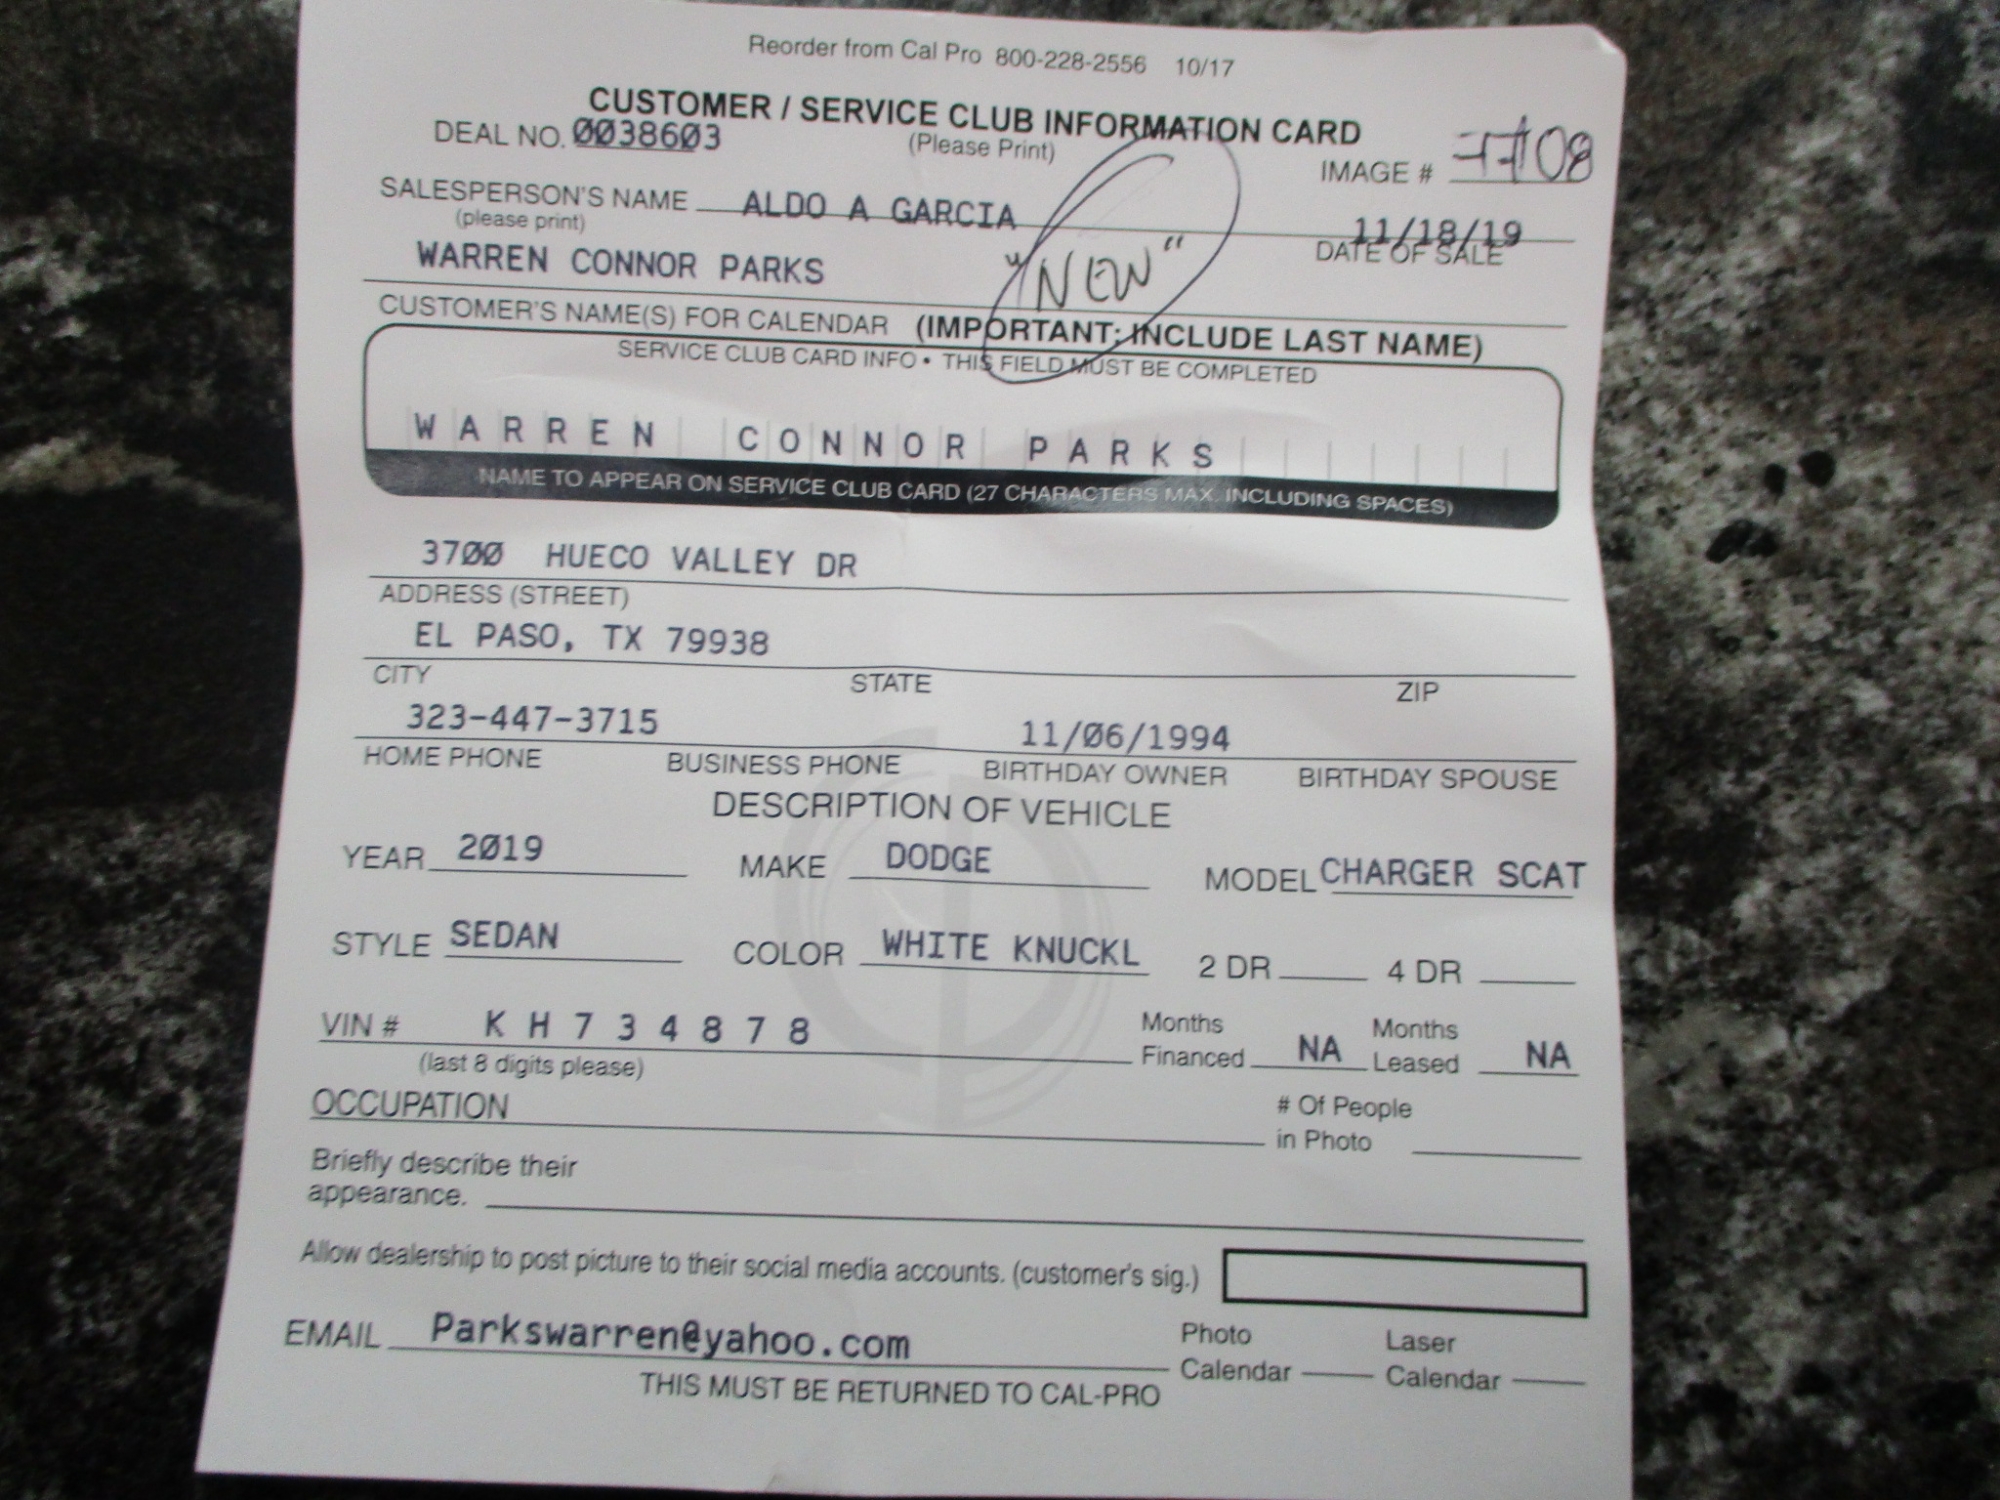 Reorder from Cal Pro 800-228-2556 10/17
CUSTOMER / SERVICE CLUB INFORMATION CARD
DEAL NO. 0038603 (Please Print)
IMAGE #
SALESPERSON'S NAME ALDO A GARCIA 11/18/19
(please print) DATE OF SALE
WARREN CONNOR PARKS "NEW"
CUSTOMER'S NAME(S) FOR CALENDAR (IMPORTANT: INCLUDE LAST NAME)
SERVICE CLUB CARD INFO • THIS FIELD MUST BE COMPLETED
WARREN CONNOR PARKS
NAME TO APPEAR ON SERVICE CLUB CARD (27 CHARACTERS MAX. INCLUDING SPACES)
3700 HUECO VALLEY DR
ADDRESS (STREET)
EL PASO, TX 79938
CITY STATE ZIP
323-447-3715 11/06/1994
HOME PHONE BUSINESS PHONE BIRTHDAY OWNER BIRTHDAY SPOUSE
DESCRIPTION OF VEHICLE
YEAR 2019 MAKE DODGE MODEL CHARGER SCAT
STYLE SEDAN COLOR WHITE KNUCKL 2 DR 4 DR
VIN # K H 7 3 4 8 7 8 Months Financed NA Months Leased NA
(last 8 digits please)
OCCUPATION # Of People in Photo
Briefly describe their
appearance.
Allow dealership to post picture to their social media accounts. (customer's sig.)
EMAIL Parkswarren@yahoo.com Photo Calendar Laser Calendar
THIS MUST BE RETURNED TO CAL-PRO